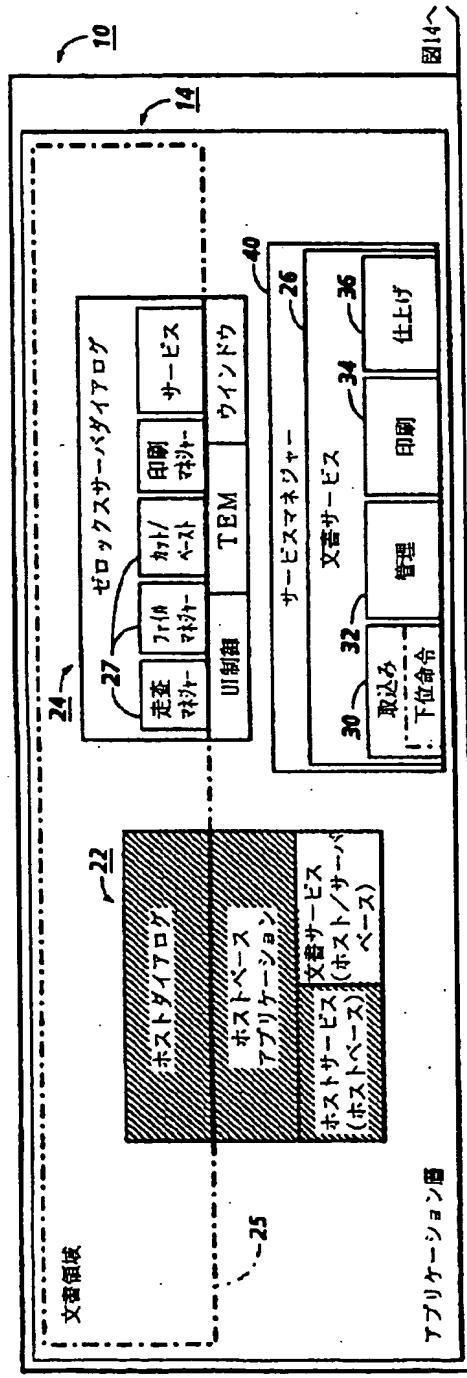 10
14
文書領域
22
24
ゼロックスサーバダイアログ
27
走査
マネジャー
ファイル
マネジャー
カット/
ペースト
印刷
マネジャー
サービス
UI制御
TEM
ウインドウ
ホストダイアログ
ホストベース
アプリケーション
ホストサービス
(ホストベース)
文書サービス
(ホスト/サーバ
ベース)
25
40
サービスマネジャー
26
文書サービス
30
取込み
下位命令
32
管理
34
印刷
36
仕上げ
アプリケーション層
図14へ